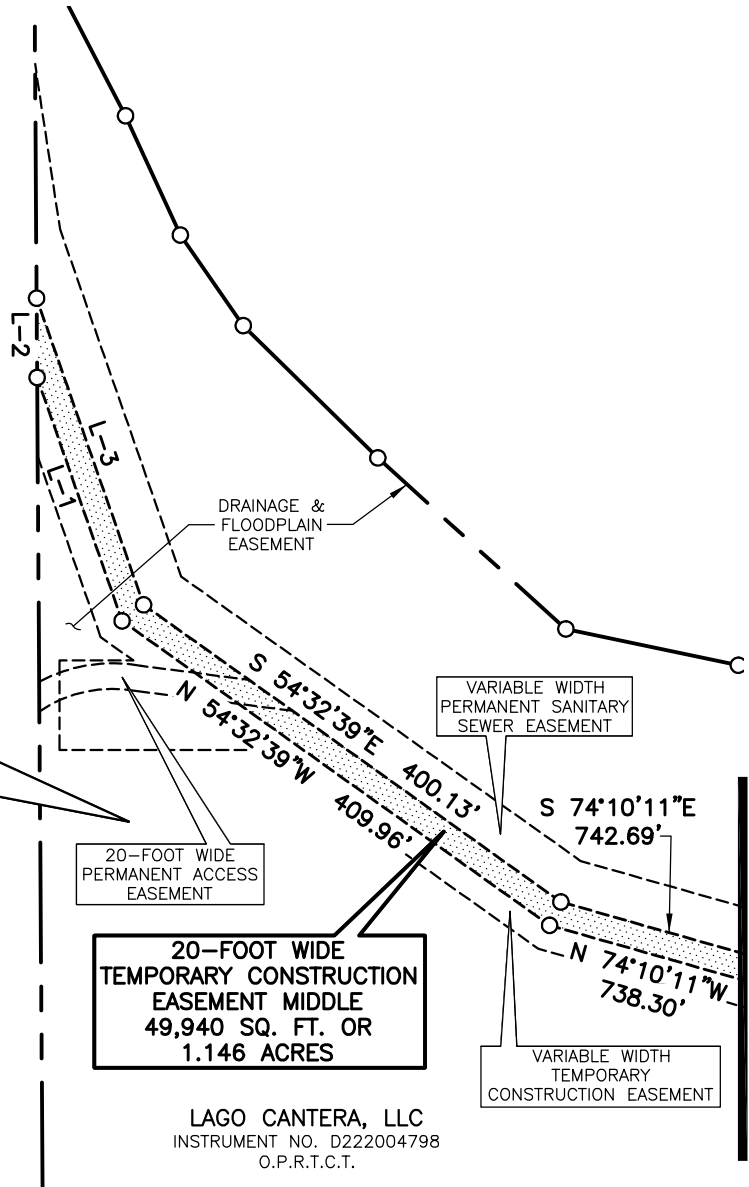 L-2
L-3
L-1
DRAINAGE &
FLOODPLAIN
EASEMENT
S 54°32'39"E 400.13'
N 54°32'39"W 409.96'
VARIABLE WIDTH
PERMANENT SANITARY
SEWER EASEMENT
S 74°10'11"E
742.69'
20-FOOT WIDE
PERMANENT ACCESS
EASEMENT
20-FOOT WIDE
TEMPORARY CONSTRUCTION
EASEMENT MIDDLE
49,940 SQ. FT. OR
1.146 ACRES
N 74°10'11"W
738.30'
VARIABLE WIDTH
TEMPORARY
CONSTRUCTION EASEMENT
LAGO CANTERA, LLC
INSTRUMENT NO. D222004798
O.P.R.T.C.T.